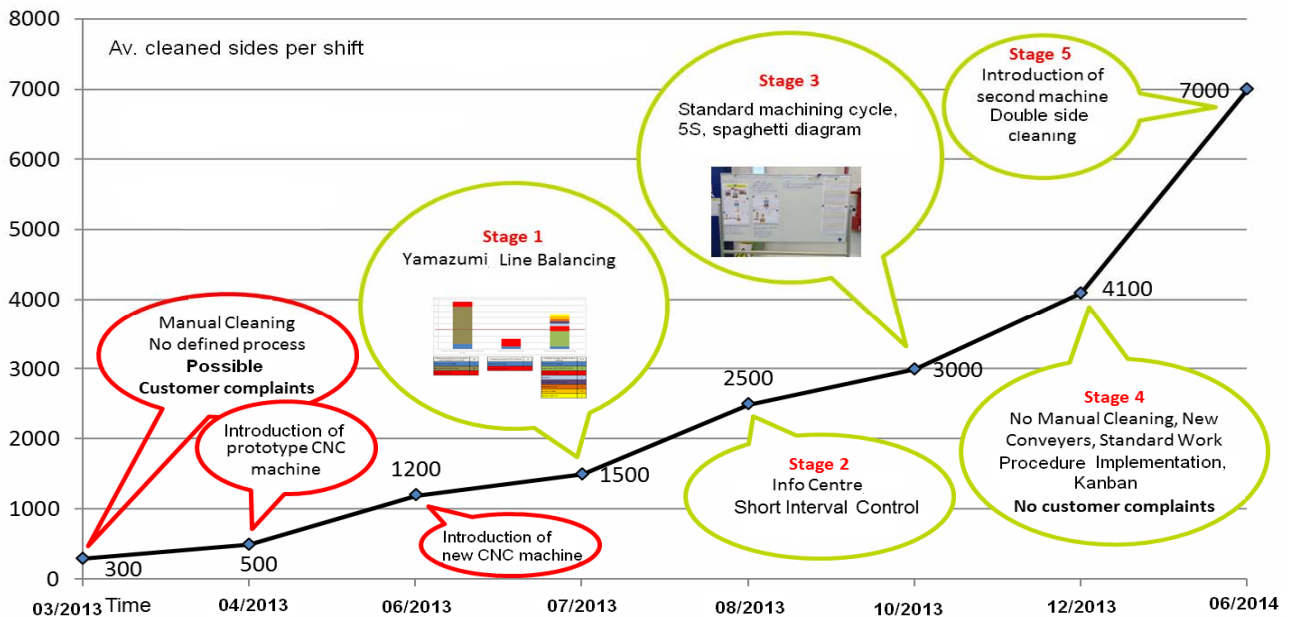 8000
7000
6000
5000
4000
3000
2000
1000
0
Av. cleaned sides per shift
Manual Cleaning
No defined process
Possible
Customer complaints
Introduction of
prototype CNC
machine
Introduction of
new CNC machine
Stage 1
Yamazumi, Line Balancing
Stage 2
Info Centre,
Short Interval Control
Stage 3
Standard machining cycle,
5S, spaghetti diagram
Stage 4
No Manual Cleaning, New
Conveyers, Standard Work
Procedure Implementation,
Kanban
No customer complaints
Stage 5
Introduction of
second machine
Double side
cleaning
300
500
1200
1500
2500
3000
4100
7000
03/2013
Time
04/2013
06/2013
07/2013
08/2013
10/2013
12/2013
06/2014